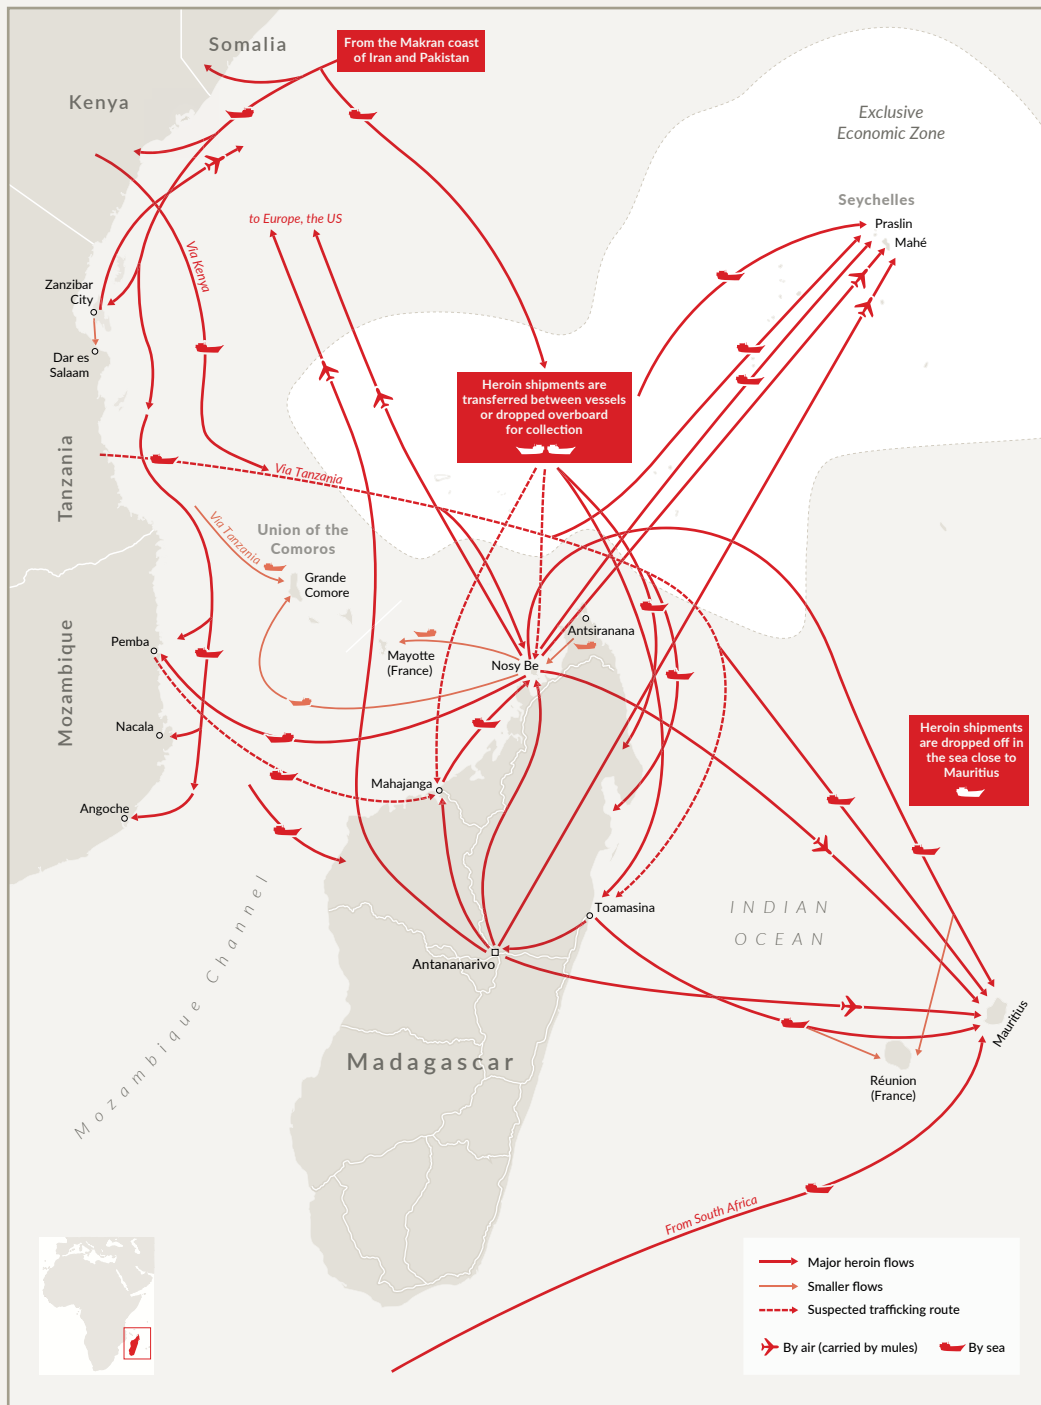 Somalia
From the Makran coast
of Iran and Pakistan
Kenya
Exclusive
Economic Zone
Seychelles
Praslin
Mahé
to Europe, the US
Via Kenya
Zanzibar
City
Dar es
Salaam
Heroin shipments are
transferred between vessels
or dropped overboard
for collection
Tanzania
Via Tanzania
Via Tanzania
Union of the
Comoros
Grande
Comore
Mozambique
Pemba
Mayotte
(France)
Antsiranana
Nosy Be
Nacala
Heroin shipments
are dropped off in
the sea close to
Mauritius
Mahajanga
Angoche
Toamasina
INDIAN
OCEAN
Antananarivo
Mozambique Channel
Mauritius
Madagascar
Réunion
(France)
From South Africa
Major heroin flows
Smaller flows
Suspected trafficking route
By air (carried by mules)
By sea